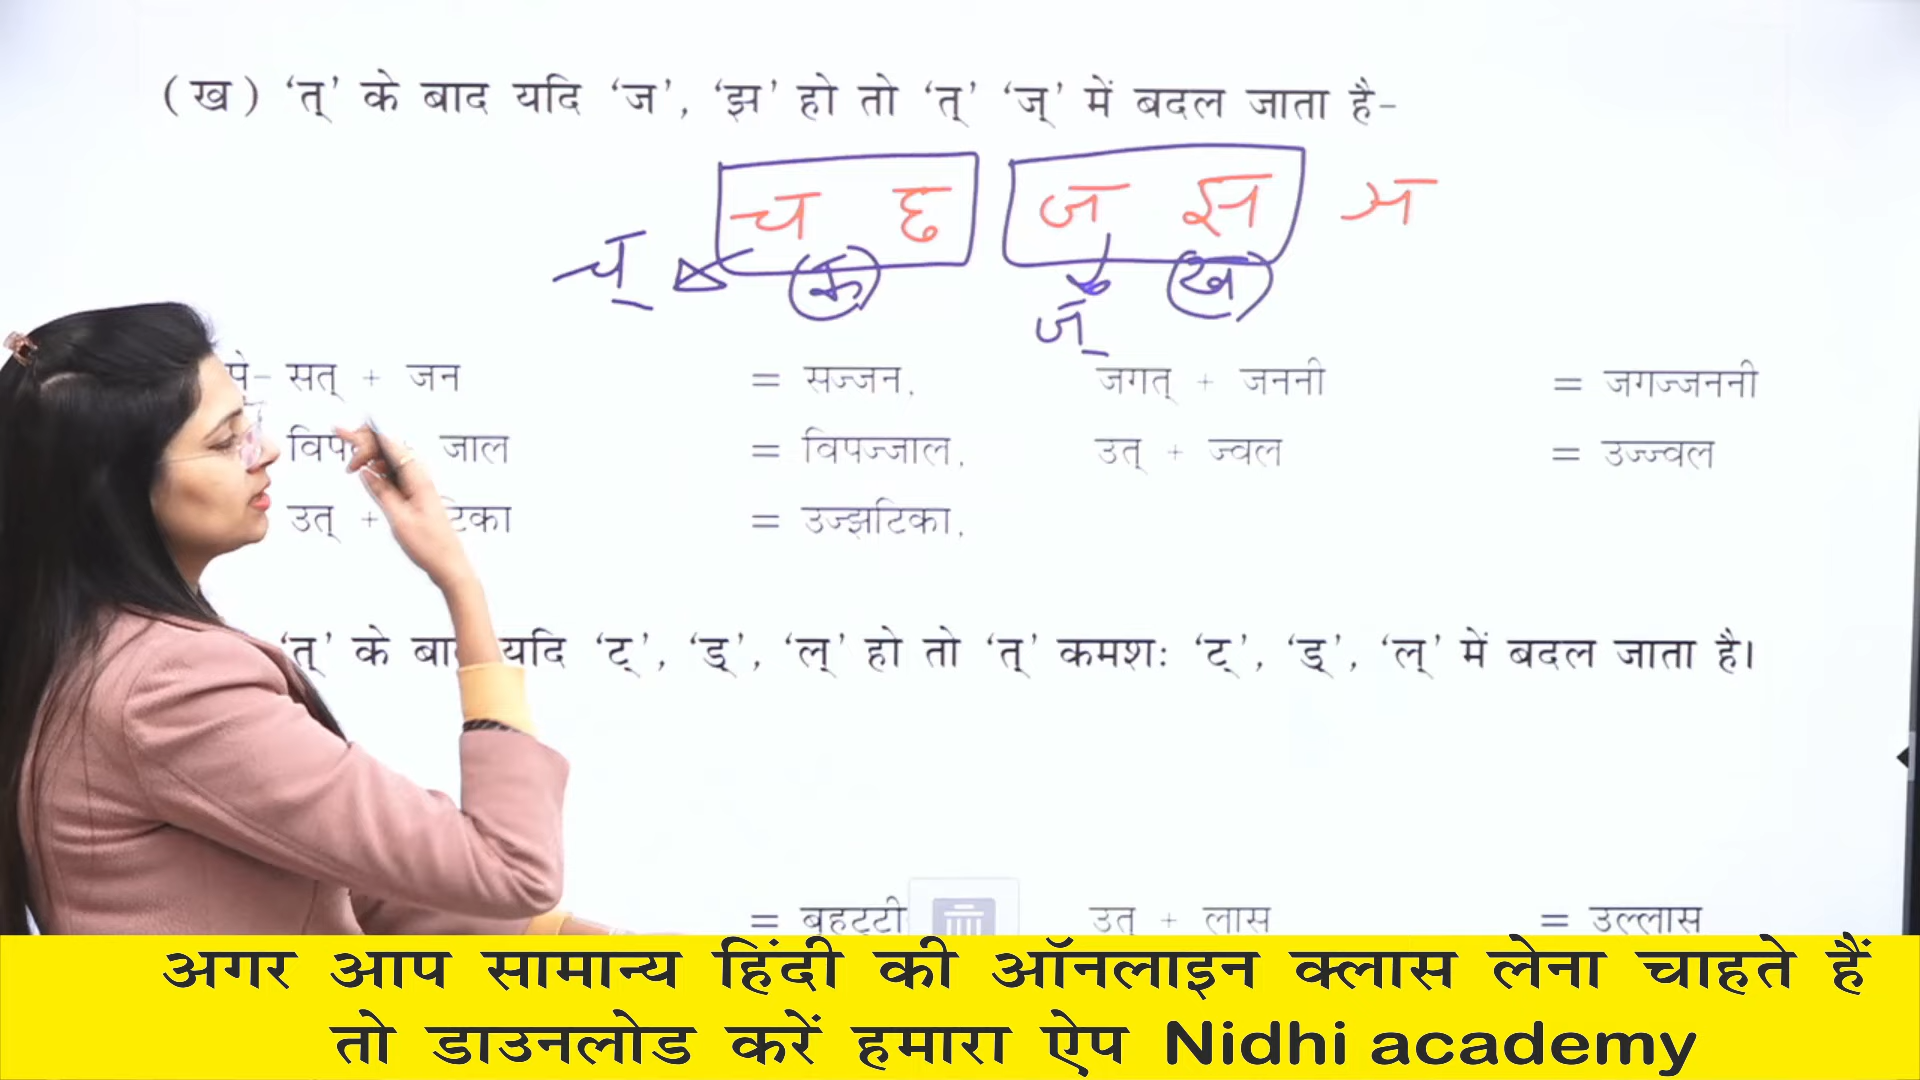 (ख) ‘त्’ के बाद यदि ‘ज’, ‘झ’ हो तो ‘त्’ ‘ज्’ में बदल जाता है–
च छ ज झ ञ
च् क ज् ख
सत् + जन = सज्जन, जगत् + जननी = जगज्जननी
जाल = विपज्जाल, उत् + ज्वल = उज्ज्वल
उत् + = उज्झटिका,
‘त्’ के यदि ‘ट्’, ‘ड्’, ‘ल्’ हो तो ‘त्’ कमशः ‘ट्’, ‘ड्’, ‘ल्’ में बदल जाता है।
= बृहट्टी उत् + लास = उल्लास
अगर आप सामान्य हिंदी की ऑनलाइन क्लास लेना चाहते हैं
तो डाउनलोड करें हमारा ऐप Nidhi academy